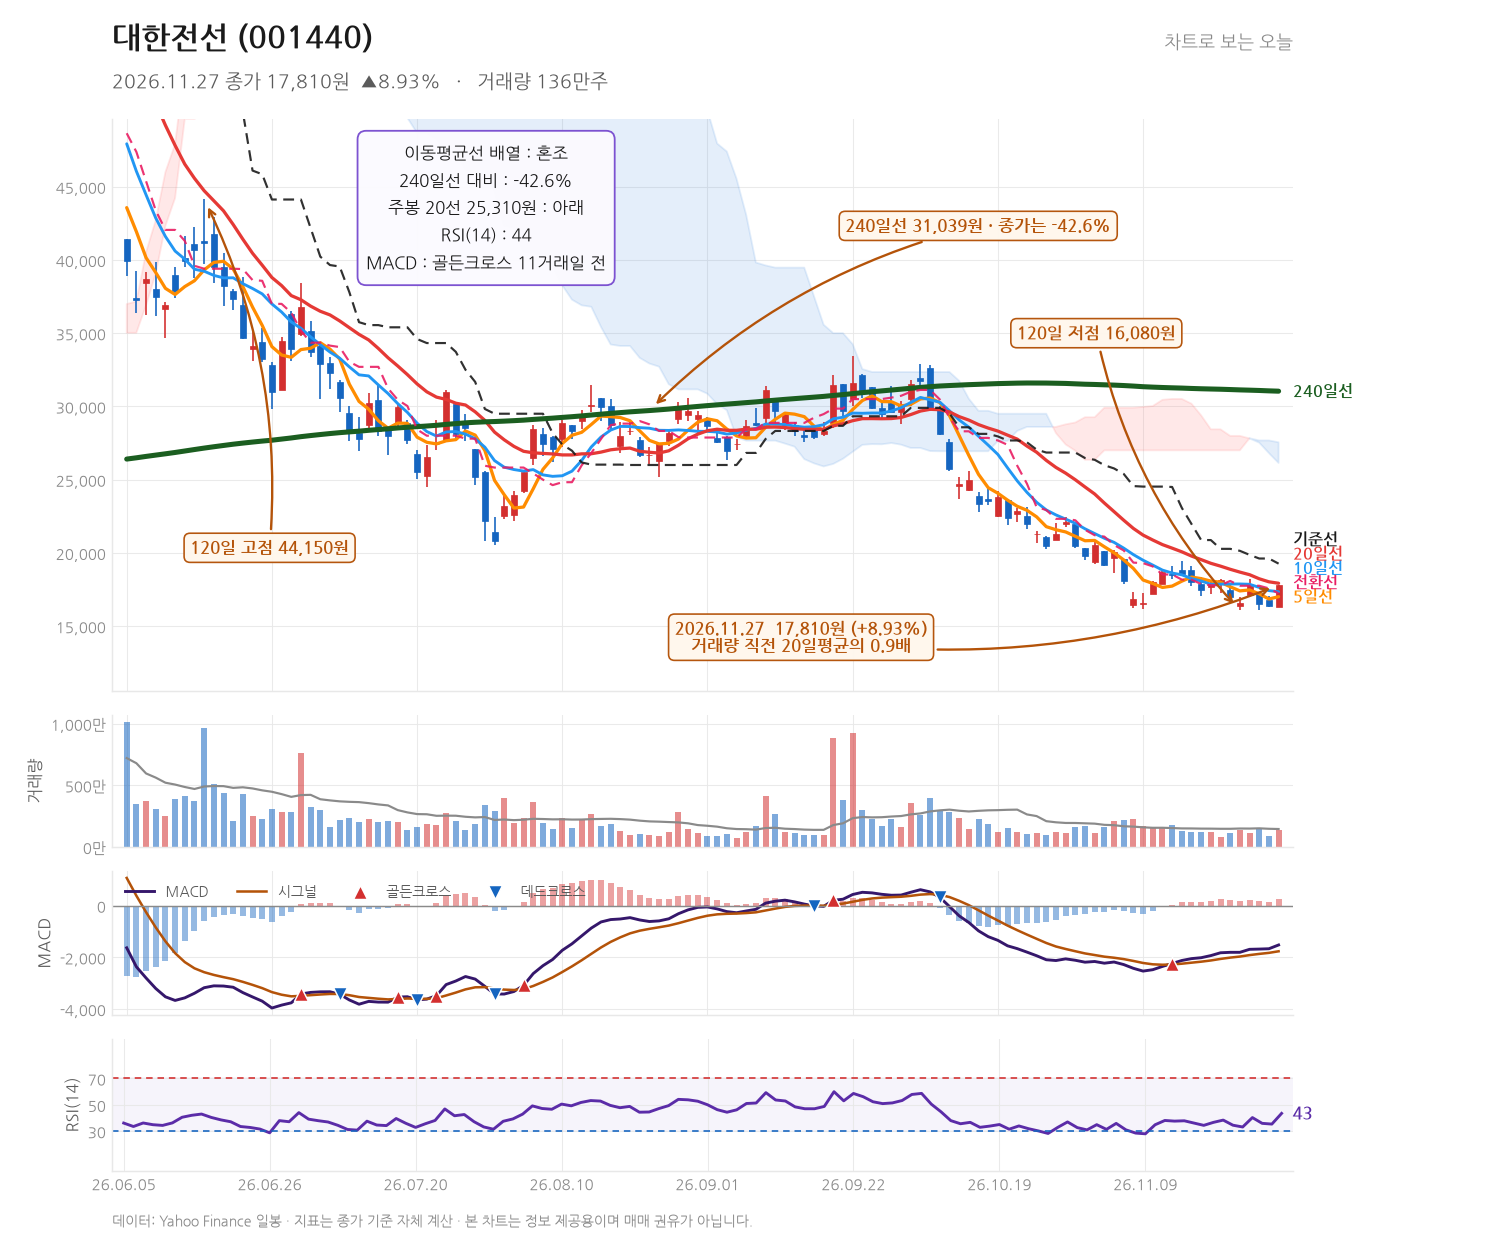 대한전선 (001440)
차트로 보는 오늘
2026.11.27 종가 17,810원 ▲8.93% · 거래량 136만주
이동평균선 배열 : 혼조
240일선 대비 : -42.6%
주봉 20선 25,310원 : 아래
RSI(14) : 44
MACD : 골든크로스 11거래일 전
240일선 31,039원 · 종가는 -42.6%
120일 저점 16,080원
120일 고점 44,150원
2026.11.27 17,810원 (+8.93%)
거래량 직전 20일평균의 0.9배
45,000
40,000
35,000
30,000
25,000
20,000
15,000
240일선
기준선
20일선
10일선
전환선
5일선
거래량
1,000만
500만
0만
MACD
MACD
시그널
골든크로스
데드크로스
0
-2,000
-4,000
RSI(14)
70
50
30
43
26.06.05
26.06.26
26.07.20
26.08.10
26.09.01
26.09.22
26.10.19
26.11.09
데이터: Yahoo Finance 일봉 · 지표는 종가 기준 자체 계산 · 본 차트는 정보 제공용이며 매매 권유가 아닙니다.